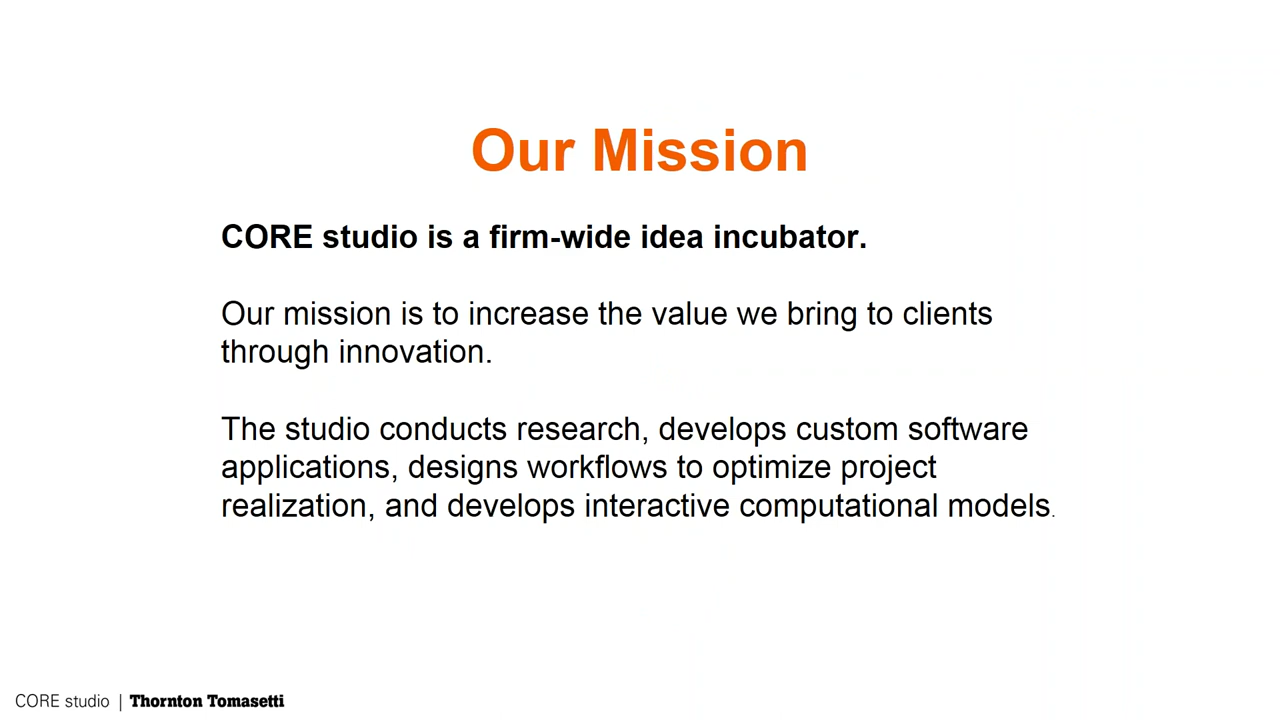 Our Mission
CORE studio is a firm-wide idea incubator.
Our mission is to increase the value we bring to clients
through innovation.
The studio conducts research, develops custom software
applications, designs workflows to optimize project
realization, and develops interactive computational models.
CORE studio | Thornton Tomasetti